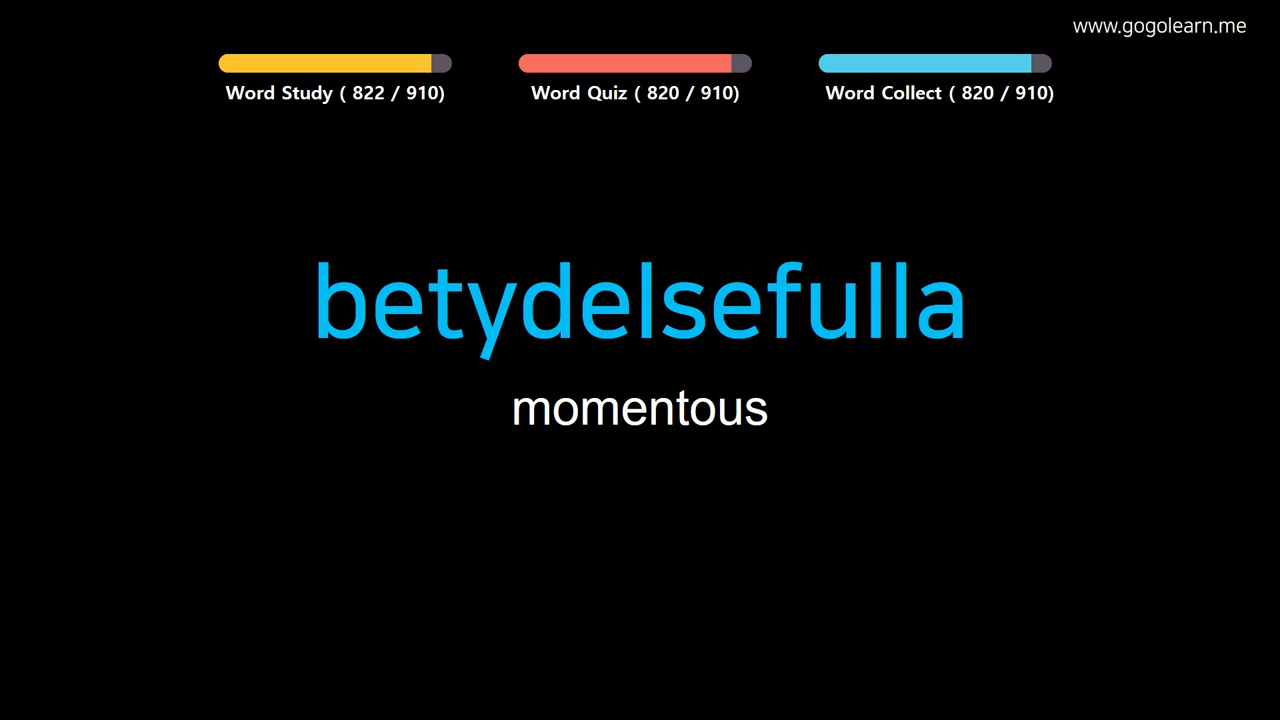 www.gogolearn.me
Word Study ( 822 / 910)
Word Quiz ( 820 / 910)
Word Collect ( 820 / 910)
betydelsefulla
momentous